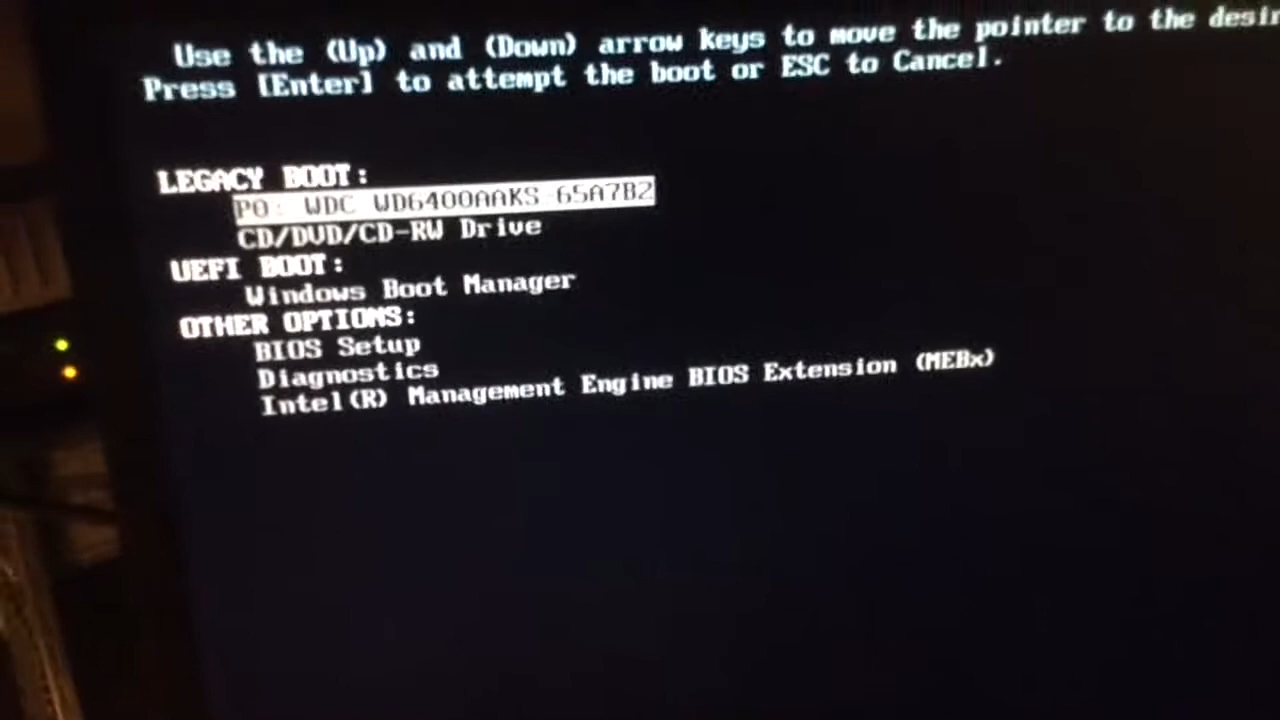 Use the (Up) and (Down) arrow keys to move the pointer to the
Press [Enter] to attempt the boot or ESC to Cancel.
LEGACY BOOT:
P0: WDC WD6400AAKS-65A7B2
CD/DVD/CD-RW Drive
UEFI BOOT:
Windows Boot Manager
OTHER OPTIONS:
BIOS Setup
Diagnostics
Intel(R) Management Engine BIOS Extension (MEBx)